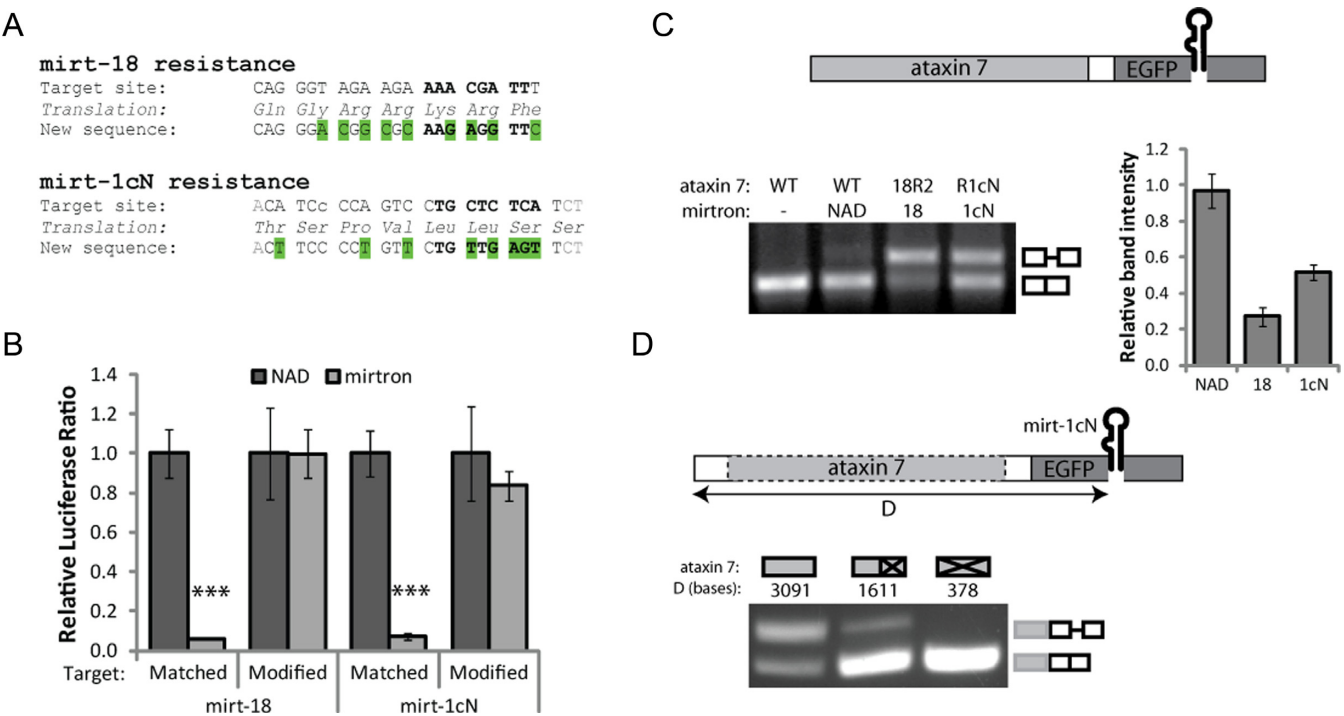 A
mirt-18 resistance
Target site: CAG GGT AGA AGA AAA CGA TTT
Translation: Gln Gly Arg Arg Lys Arg Phe
New sequence: CAG GGA CGG CGC AAG AGG TTC
mirt-1cN resistance
Target site: ACA TCc CCA GTC CTG CTC TCA TCT
Translation: Thr Ser Pro Val Leu Leu Ser Ser
New sequence: ACT TCC CCT GTT CTG TTG AGT TCT
B
Relative Luciferase Ratio
1.4
1.2
1.0
0.8
0.6
0.4
0.2
0.0
NAD mirtron
*** ***
Target: Matched Modified Matched Modified
mirt-18 mirt-1cN
C
ataxin 7 EGFP
ataxin 7: WT WT 18R2 R1cN
mirtron: - NAD 18 1cN
Relative band intensity
1.2
1.0
0.8
0.6
0.4
0.2
0.0
NAD 18 1cN
D
mirt-1cN
ataxin 7 EGFP
D
ataxin 7:
D (bases): 3091 1611 378